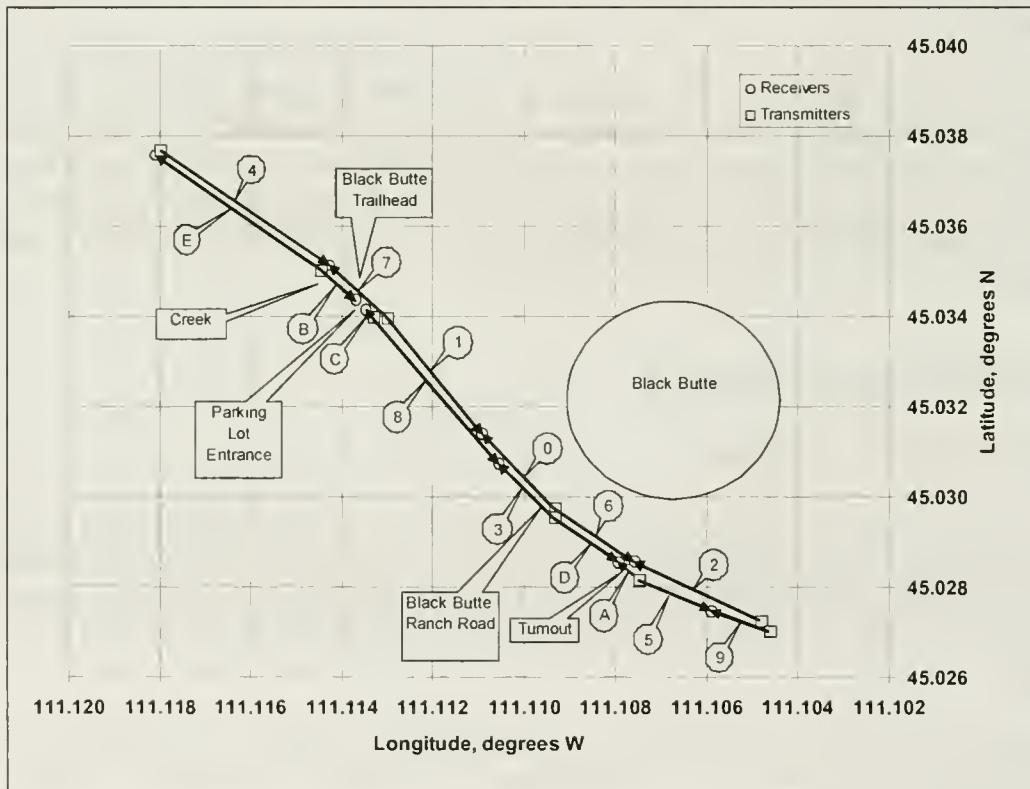 45.040
Receivers
Transmitters
45.038
4
Black Butte
Trailhead
45.036
E
7
Creek
B
45.034
C
1
Black Butte
8
Parking
Lot
Entrance
45.032
0
6
45.030
3
D
2
Black Butte
Ranch Road
Turnout
A
5
9
45.028
45.026
111.120
111.118
111.116
111.114
111.112
111.110
111.108
111.106
111.104
111.102
Longitude, degrees W
Latitude, degrees N